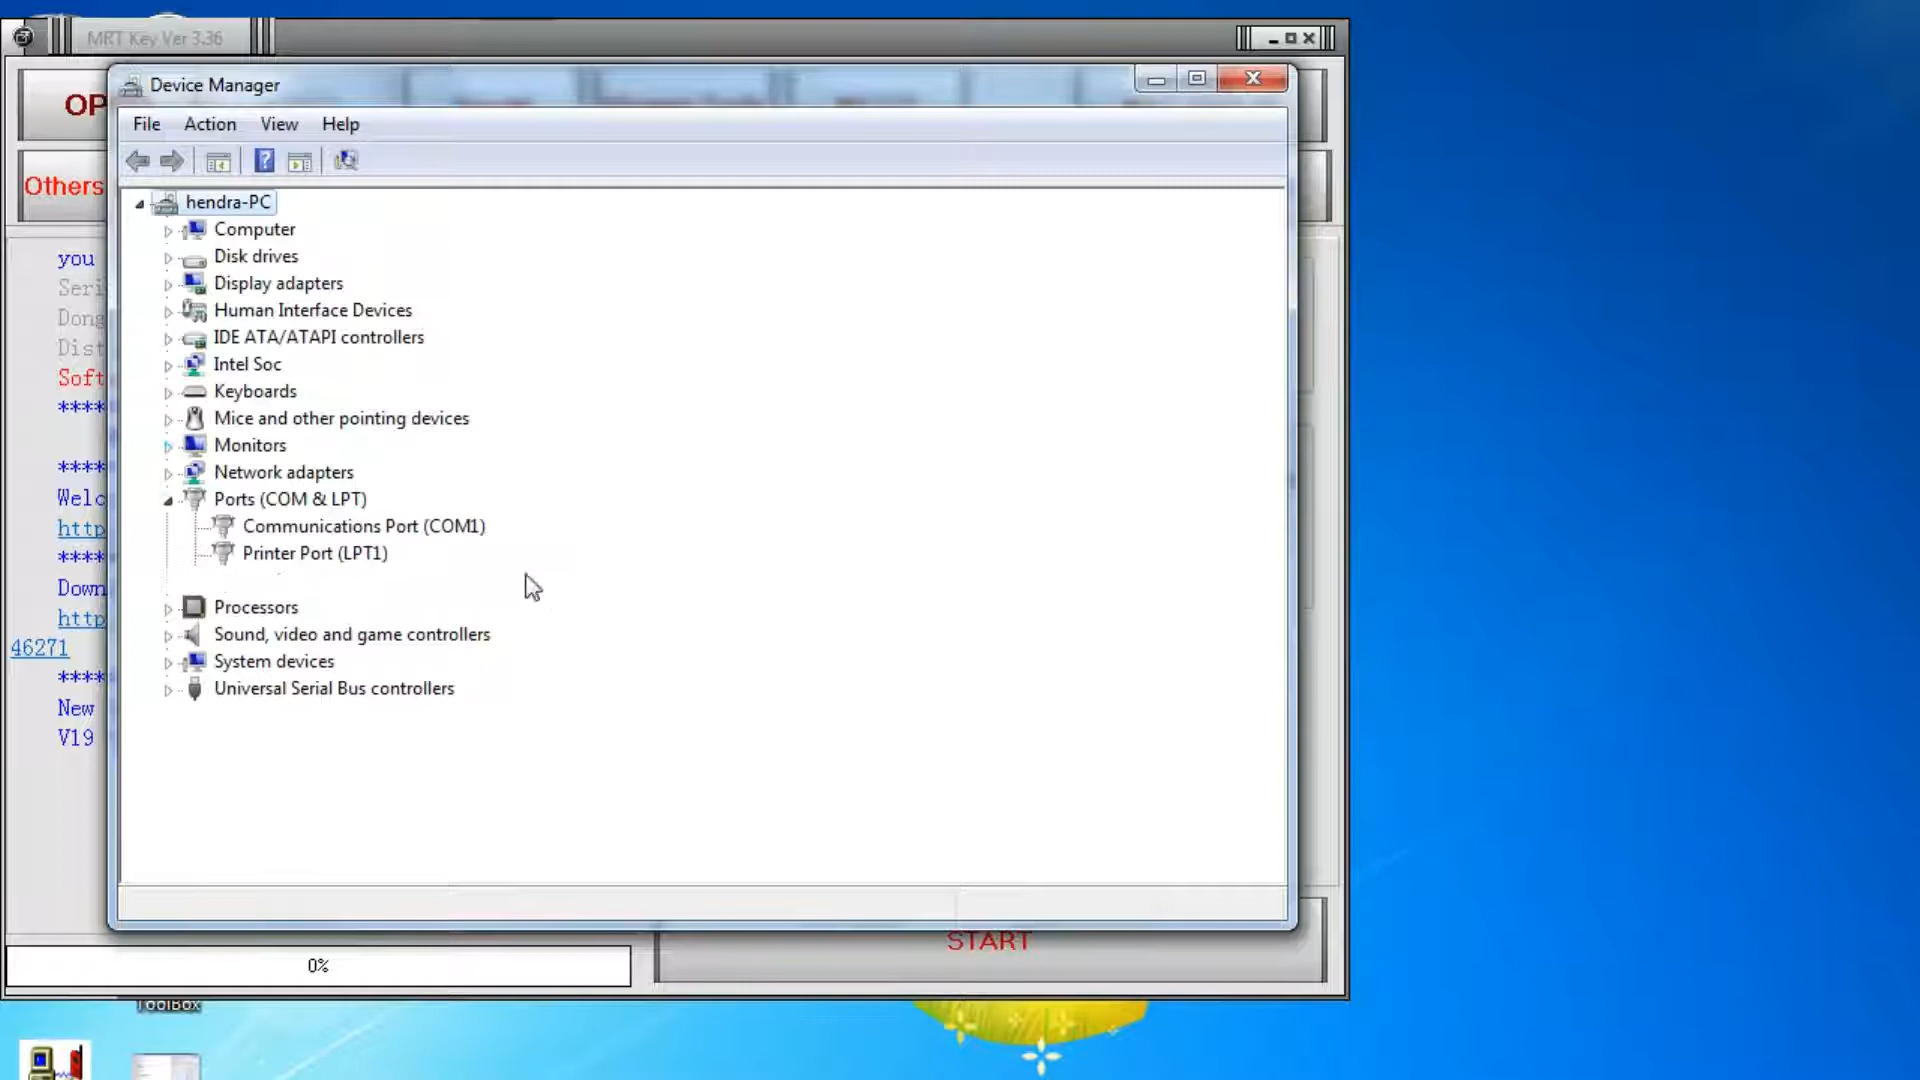 MRT Key Ver 3.36
Device Manager
OP
File Action View Help
Others
hendra-PC
Computer
Disk drives
Display adapters
Human Interface Devices
IDE ATA/ATAPI controllers
Intel Soc
Keyboards
Mice and other pointing devices
Monitors
Network adapters
Ports (COM & LPT)
Communications Port (COM1)
Printer Port (LPT1)
Processors
Sound, video and game controllers
System devices
Universal Serial Bus controllers
you
Seri
Dong
Dist
Soft
****
****
Welc
http
****
Down
http
46271
****
New
V19
START
0%
ToolBox